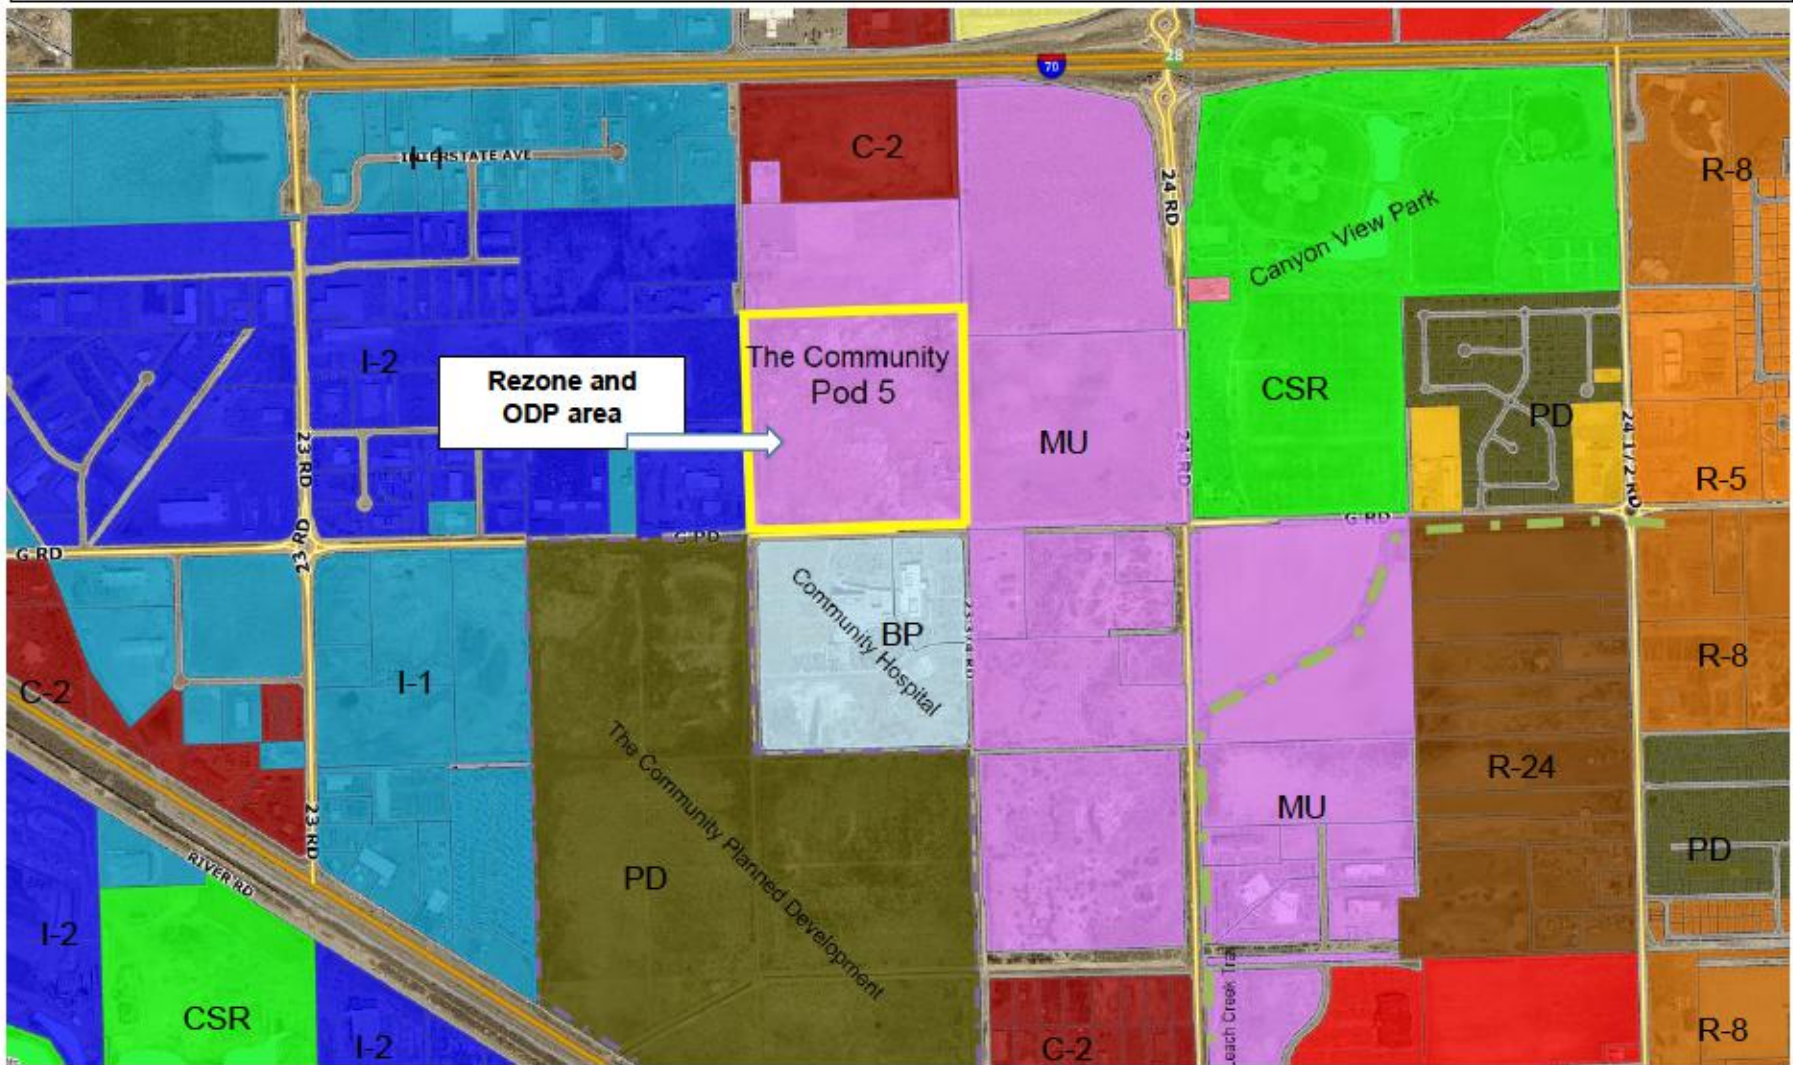 70
28
I-1
INTERSTATE AVE
C-2
R-8
24 RD
Canyon View Park
I-2
The Community
Pod 5
Rezone and
ODP area
CSR
MU
PD
23 RD
24 RD
24 1/2 RD
R-5
G RD
G RD
G RD
23 RD
Community Hospital
BP
23 3/4 RD
R-8
C-2
I-1
R-24
The Community Planned Development
MU
23 RD
RIVER RD
PD
PD
I-2
CSR
I-2
C-2
Leach Creek Trail
R-8